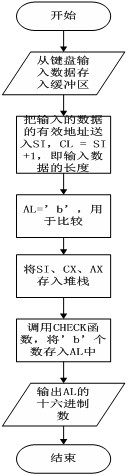 开始
从键盘输
入数据存
入缓冲区
把输入的数据
的有效地址送
入SI, CL = SI
+1, 即输入数
据的长度
AL='b', 用
于比较
将SI、CX、AX
存入堆栈
调用CHECK函
数, 将'b'个
数存入AL中
输出AL的
十六进制
数
结束